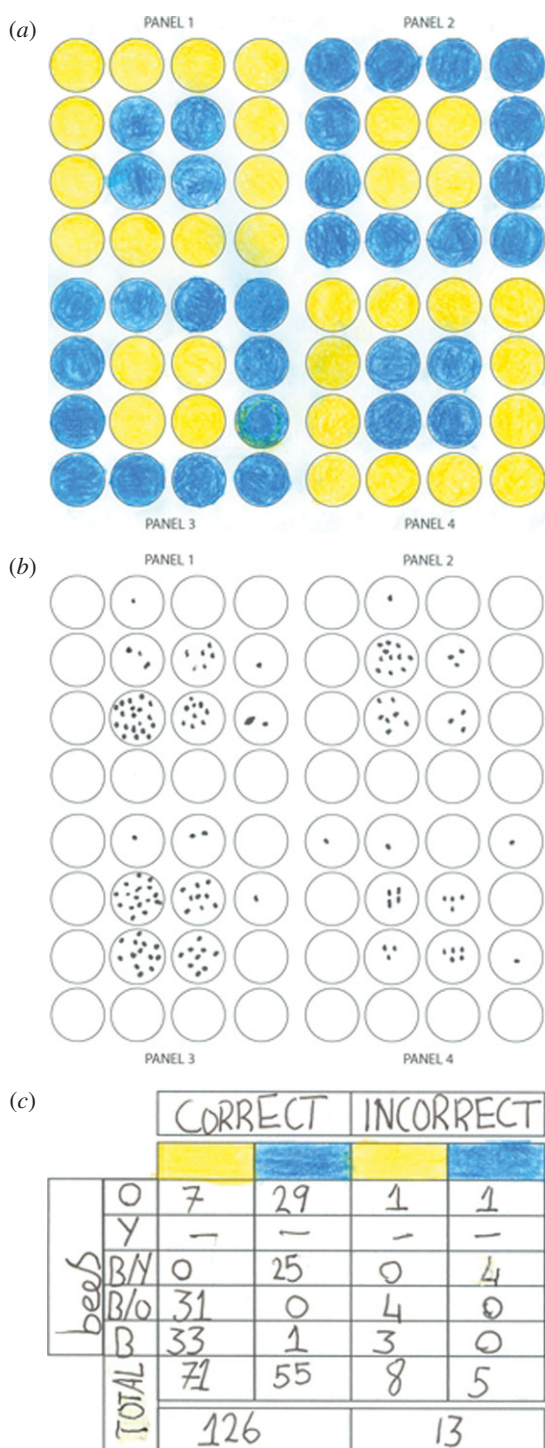 (a)
PANEL 1 PANEL 2
PANEL 3 PANEL 4
(b)
PANEL 1 PANEL 2
PANEL 3 PANEL 4
(c)
CORRECT INCORRECT
bees
O 7 29 1 1
Y — — — —
B/Y 0 25 0 4
B/O 31 0 4 0
B 33 1 3 0
TOTAL 71 55 8 5
126 13